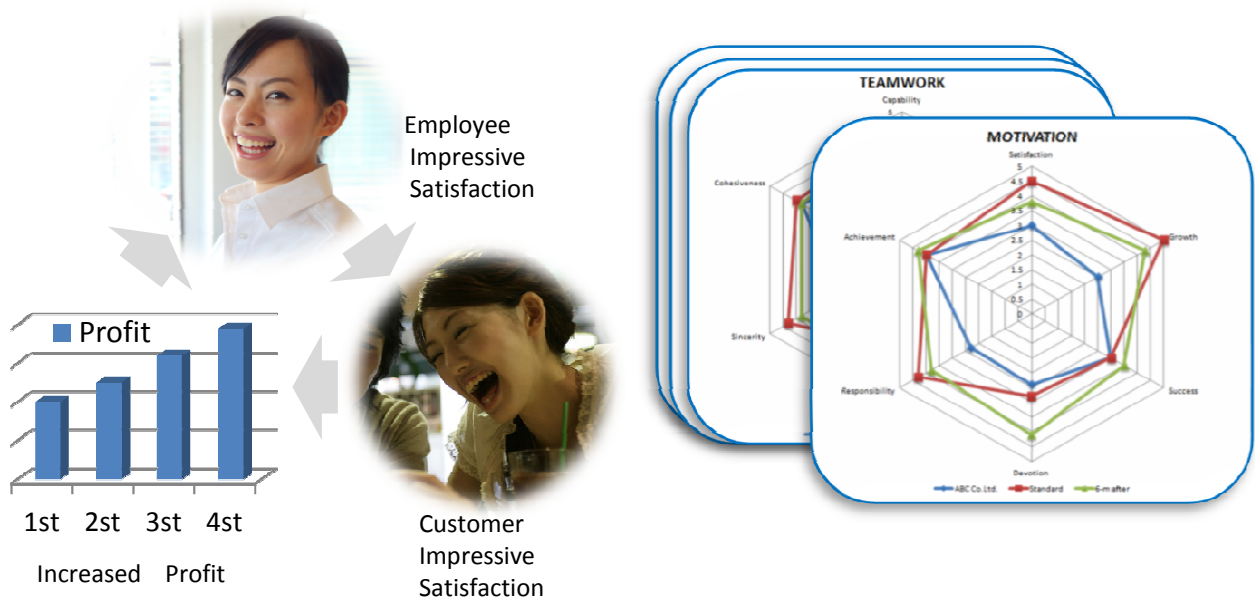 Employee
Impressive
Satisfaction
Profit
1st 2st 3st 4st
Increased Profit
Customer
Impressive
Satisfaction
TEAMWORK
Capability
5
Cohesiveness
Sincerity
MOTIVATION
Satisfaction
5
4.5
4
3.5
3
2.5
2
1.5
1
0.5
0
Achievement
Growth
Responsibility
Success
Devotion
ABC Co. Ltd.
Standard
6-m after